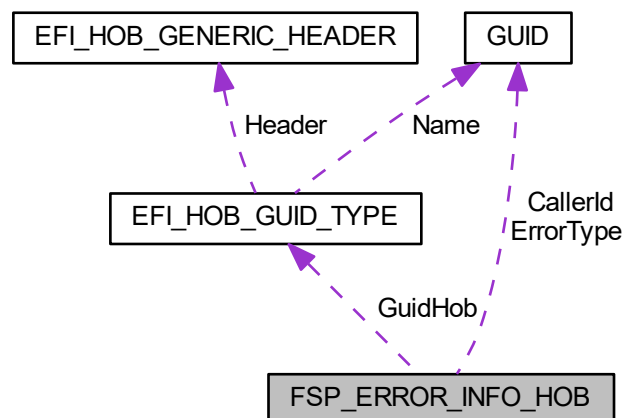 EFI_HOB_GENERIC_HEADER
GUID
Header
Name
EFI_HOB_GUID_TYPE
CallerId
ErrorType
GuidHob
FSP_ERROR_INFO_HOB